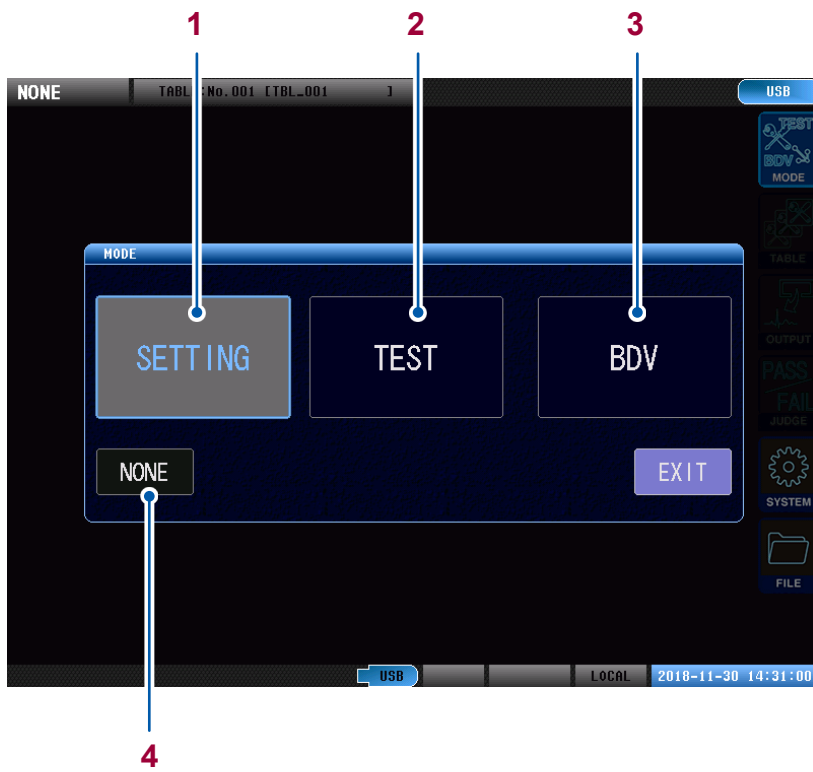 1 2 3
NONE TABLE:No.001 [TBL_001 ] USB
TEST
BDV
MODE
TABLE
OUTPUT
PASS
FAIL
JUDGE
SYSTEM
FILE
MODE
SETTING TEST BDV
NONE EXIT
USB LOCAL 2018-11-30 14:31:00
4